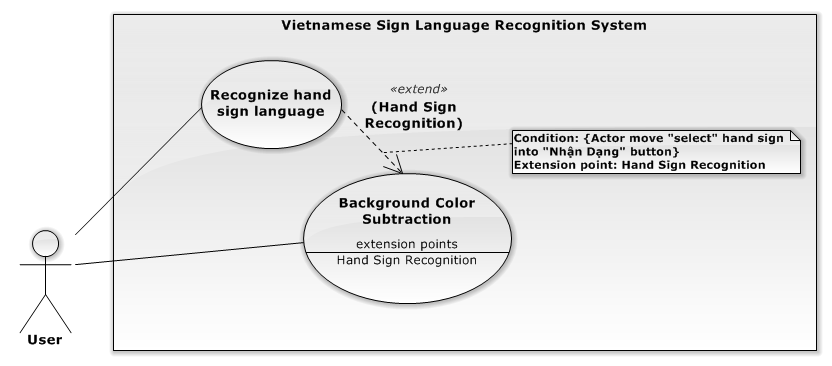 Vietnamese Sign Language Recognition System
Recognize hand
sign language
«extend»
(Hand Sign
Recognition)
Condition: {Actor move "select" hand sign
into "Nhận Dạng" button}
Extension point: Hand Sign Recognition
Background Color
Subtraction
extension points
Hand Sign Recognition
User